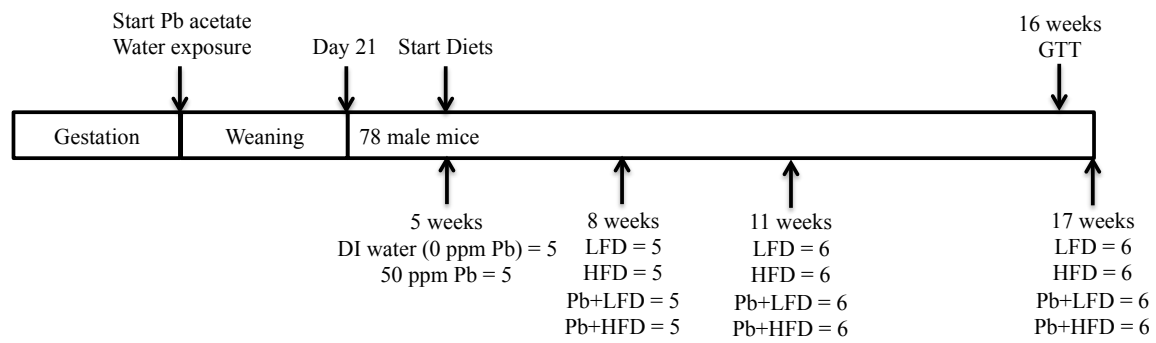 Start Pb acetate
Water exposure
Day 21
Start Diets
16 weeks
GTT
Gestation
Weaning
78 male mice
5 weeks
DI water (0 ppm Pb) = 5
50 ppm Pb = 5
8 weeks
LFD = 5
HFD = 5
Pb+LFD = 5
Pb+HFD = 5
11 weeks
LFD = 6
HFD = 6
Pb+LFD = 6
Pb+HFD = 6
17 weeks
LFD = 6
HFD = 6
Pb+LFD = 6
Pb+HFD = 6